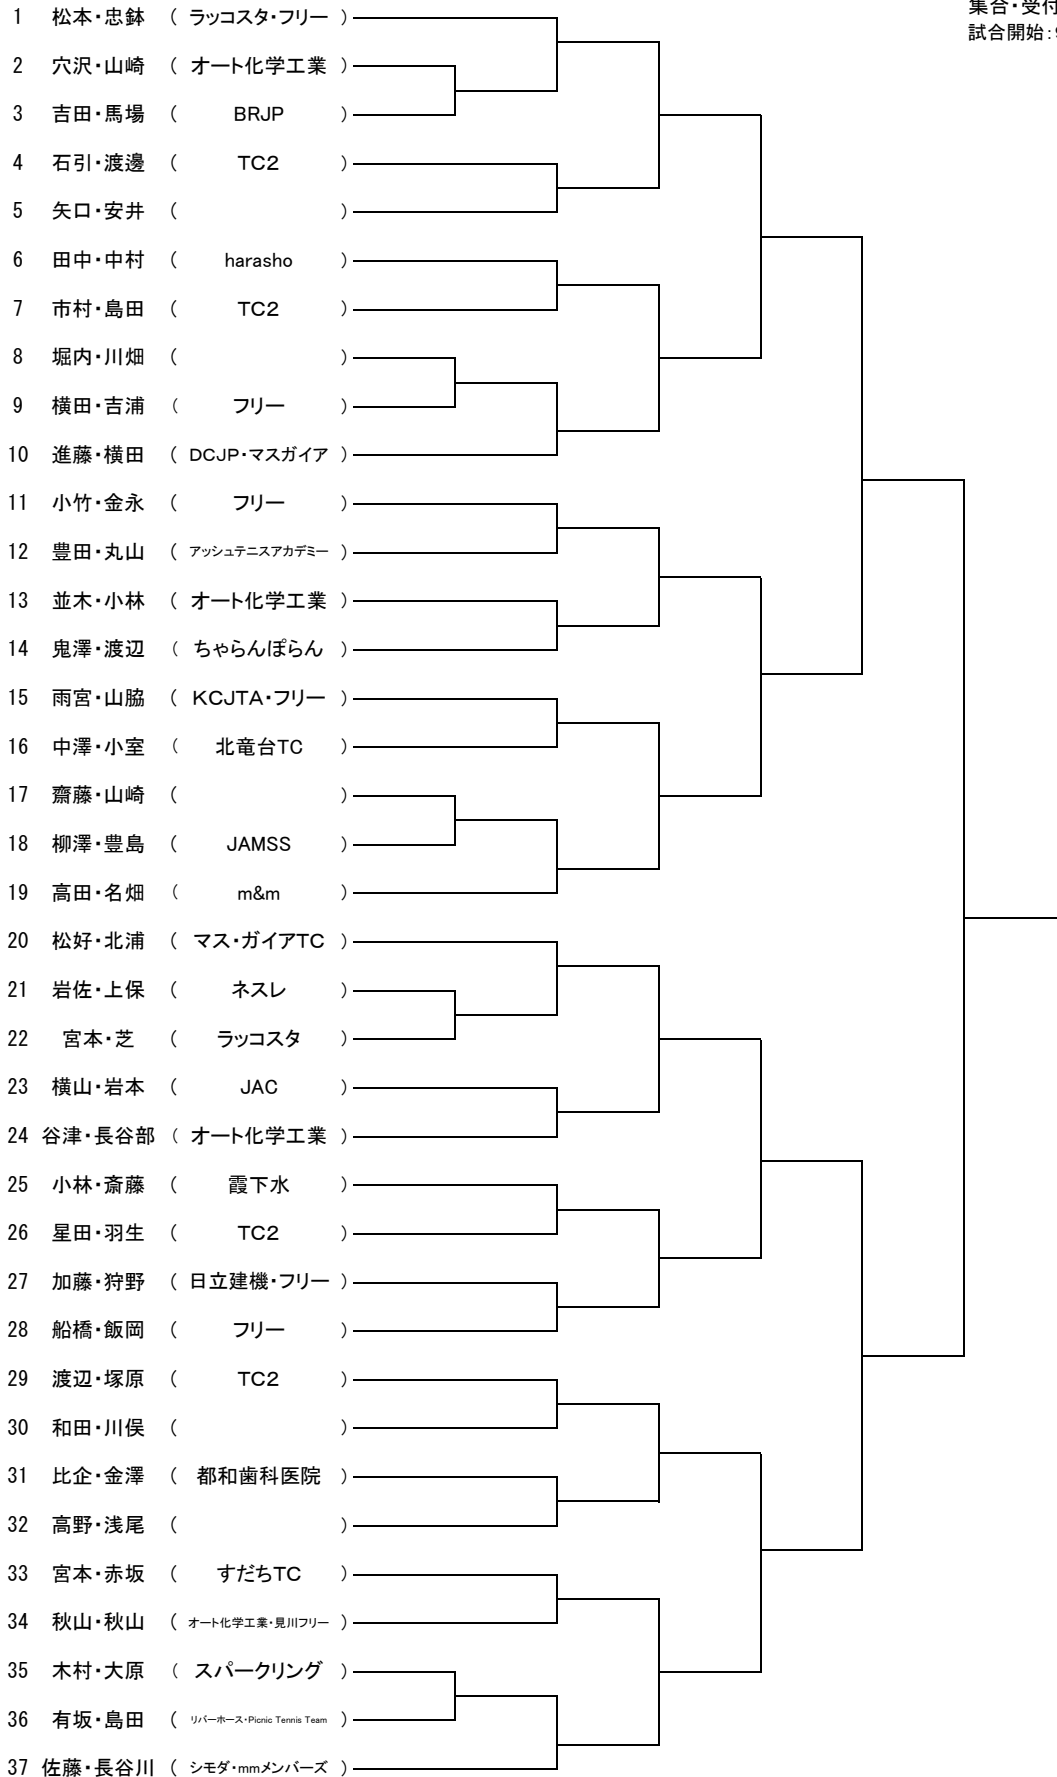 集合・受付
試合開始：9
1 松本・忠鉢 （ ラッコスタ・フリー ）
2 穴沢・山崎 （ オート化学工業 ）
3 吉田・馬場 （ BRJP ）
4 石引・渡邊 （ TC2 ）
5 矢口・安井 （ ）
6 田中・中村 （ harasho ）
7 市村・島田 （ TC2 ）
8 堀内・川畑 （ ）
9 横田・吉浦 （ フリー ）
10 進藤・横田 （ DCJP・マスガイア ）
11 小竹・金永 （ フリー ）
12 豊田・丸山 （ アッシュテニスアカデミー ）
13 並木・小林 （ オート化学工業 ）
14 鬼澤・渡辺 （ ちゃらんぽらん ）
15 雨宮・山脇 （ KCJTA・フリー ）
16 中澤・小室 （ 北竜台TC ）
17 齋藤・山崎 （ ）
18 柳澤・豊島 （ JAMSS ）
19 高田・名畑 （ m&m ）
20 松好・北浦 （ マス・ガイアTC ）
21 岩佐・上保 （ ネスレ ）
22 宮本・芝 （ ラッコスタ ）
23 横山・岩本 （ JAC ）
24 谷津・長谷部 （ オート化学工業 ）
25 小林・斎藤 （ 霞下水 ）
26 星田・羽生 （ TC2 ）
27 加藤・狩野 （ 日立建機・フリー ）
28 船橋・飯岡 （ フリー ）
29 渡辺・塚原 （ TC2 ）
30 和田・川俣 （ ）
31 比企・金澤 （ 都和歯科医院 ）
32 高野・浅尾 （ ）
33 宮本・赤坂 （ すだちTC ）
34 秋山・秋山 （ オート化学工業・見川フリー ）
35 木村・大原 （ スパークリング ）
36 有坂・島田 （ リバーホース・Picnic Tennis Team ）
37 佐藤・長谷川 （ シモダ・mmメンバーズ ）